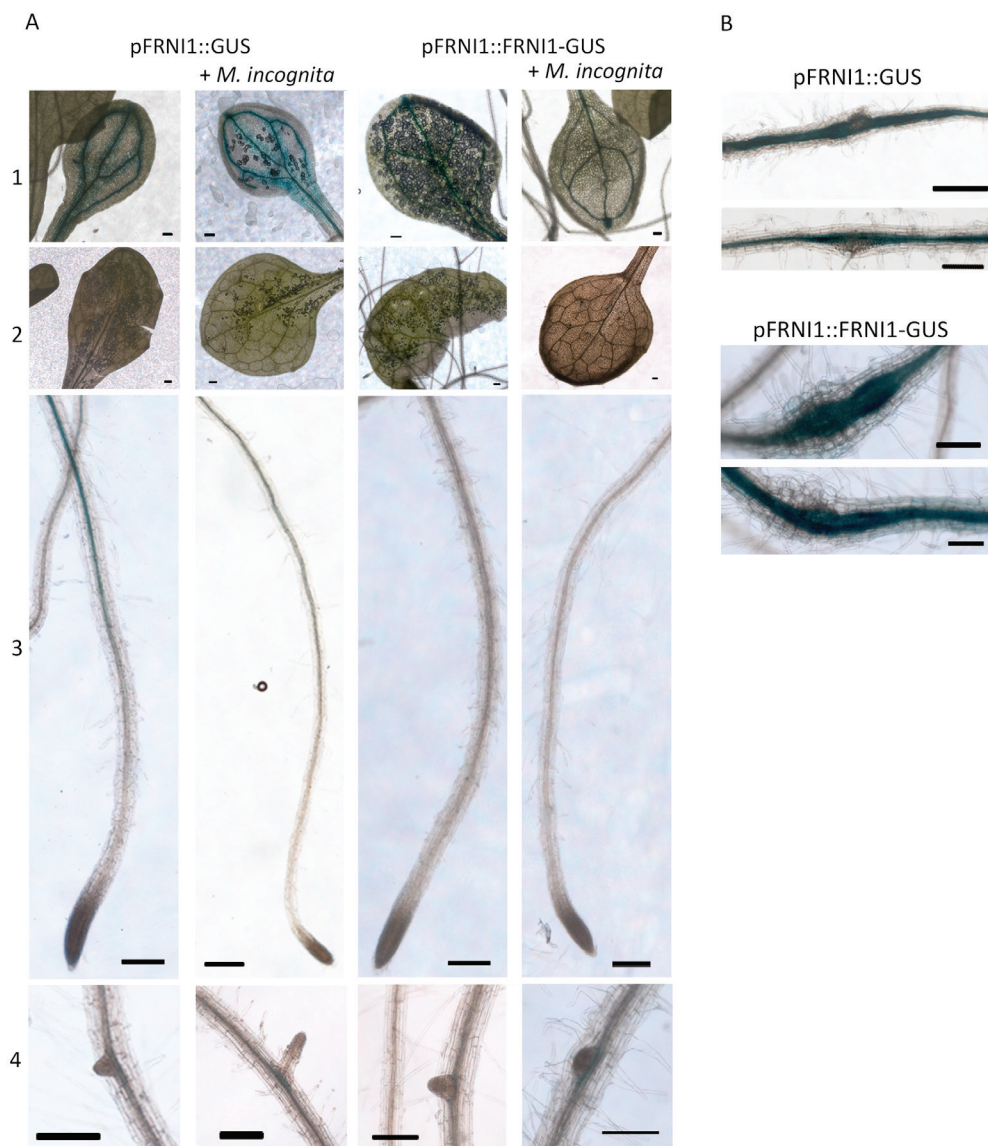 A
pFRNI1::GUS
pFRNI1::FRNI1-GUS
+ M. incognita
+ M. incognita
1
2
3
4
B
pFRNI1::GUS
pFRNI1::FRNI1-GUS